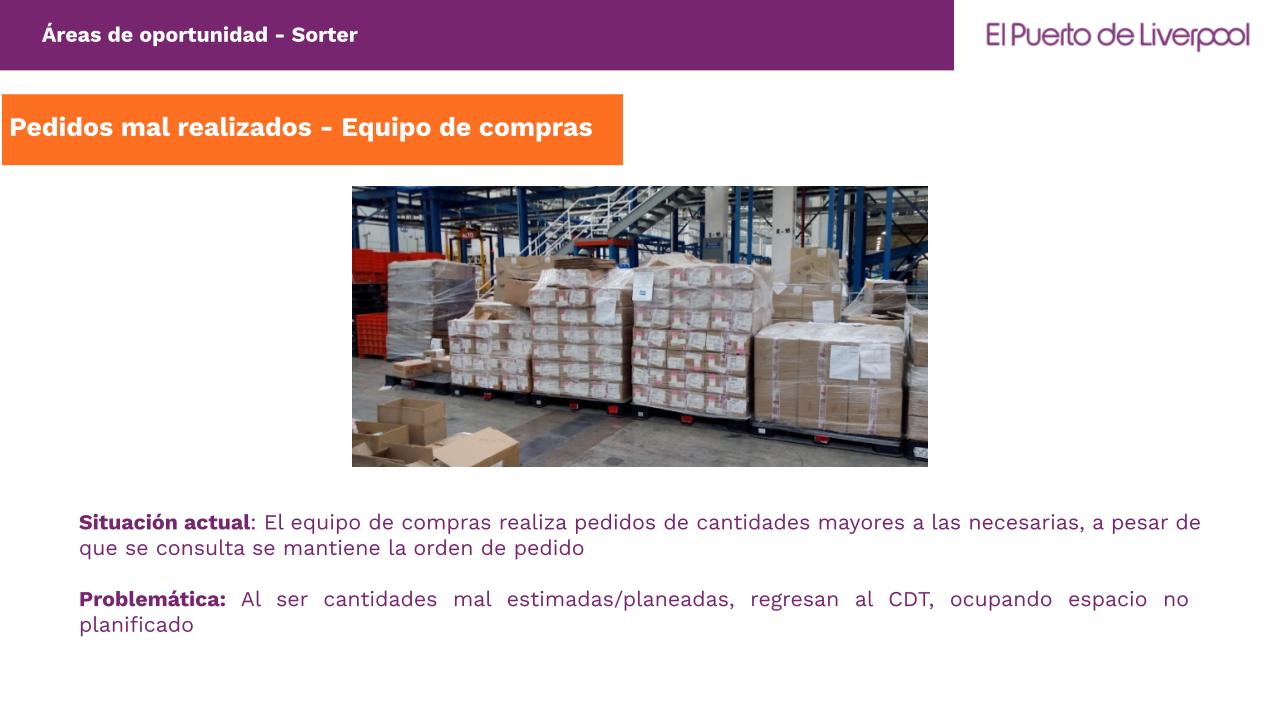 Áreas de oportunidad - Sorter
El Puerto de Liverpool
Pedidos mal realizados - Equipo de compras
ALTO
Situación actual: El equipo de compras realiza pedidos de cantidades mayores a las necesarias, a pesar de
que se consulta se mantiene la orden de pedido
Problemática: Al ser cantidades mal estimadas/planeadas, regresan al CDT, ocupando espacio no
planificado